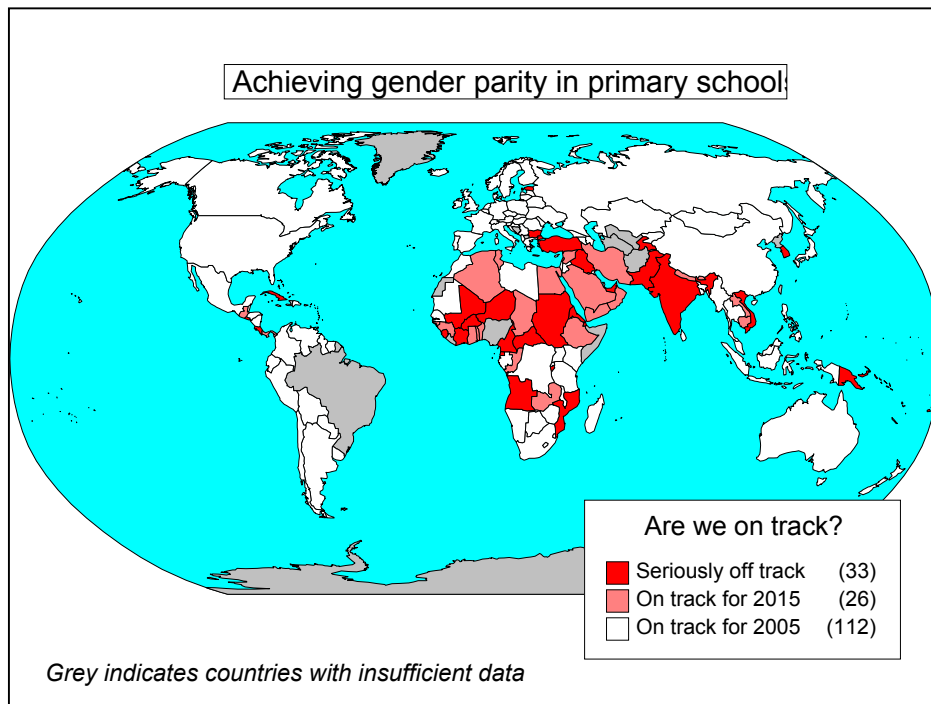 Achieving gender parity in primary schools
Are we on track?
Seriously off track (33)
On track for 2015 (26)
On track for 2005 (112)
Grey indicates countries with insufficient data